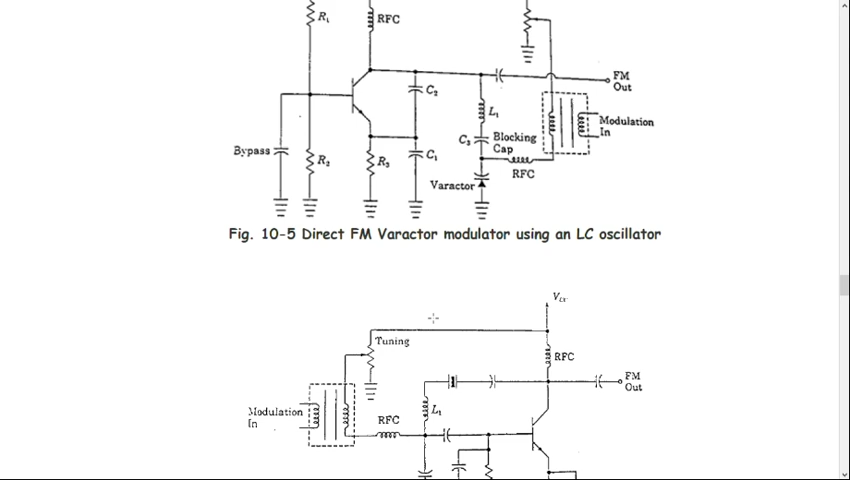 R₁
RFC
C₂
FM
Out
L₁
C₃
Blocking
Cap
Modulation
In
Bypass
R₂
R₃
C₁
RFC
Varactor
Fig. 10-5 Direct FM Varactor modulator using an LC oscillator
Tuning
RFC
FM
Out
Modulation
In
RFC
L₁